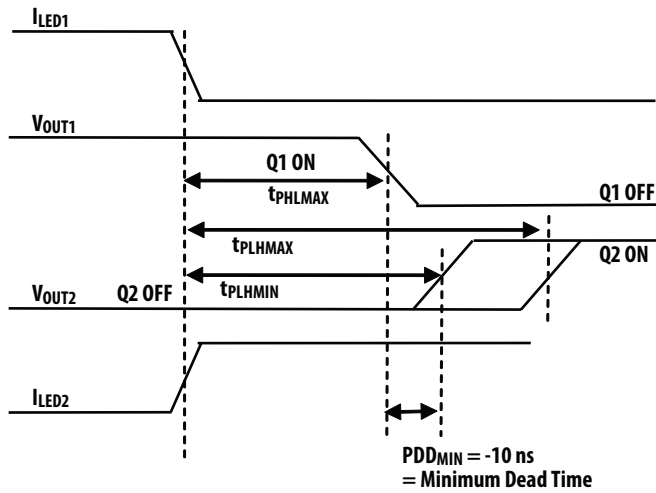 ILED1
VOUT1
Q1 ON
tPHLMAX
Q1 OFF
tPLHMAX
Q2 ON
tPLHMIN
VOUT2 Q2 OFF
ILED2
PDDMIN = -10 ns
= Minimum Dead Time